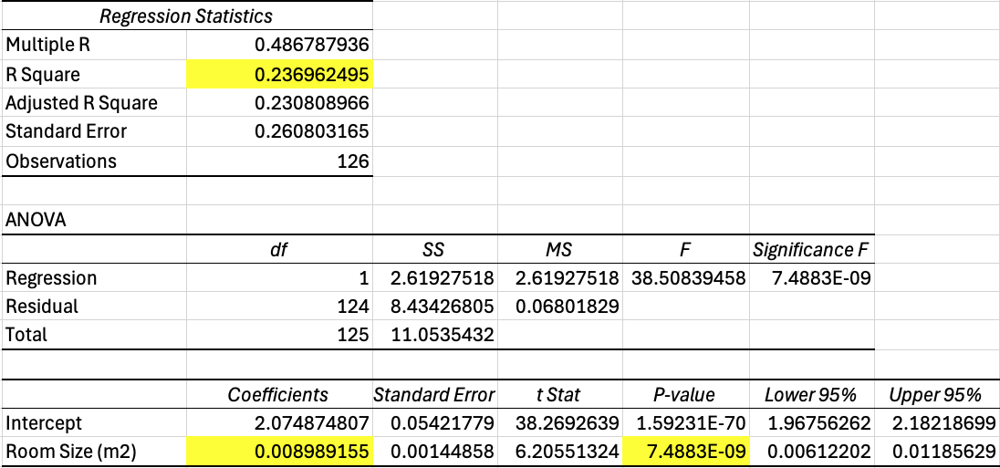 Regression Statistics
Multiple R 0.486787936
R Square 0.236962495
Adjusted R Square 0.230808966
Standard Error 0.260803165
Observations 126
ANOVA
df SS MS F Significance F
Regression 1 2.61927518 2.61927518 38.50839458 7.4883E-09
Residual 124 8.43426805 0.06801829
Total 125 11.0535432
Coefficients Standard Error t Stat P-value Lower 95% Upper 95%
Intercept 2.074874807 0.05421779 38.2692639 1.59231E-70 1.96756262 2.18218699
Room Size (m2) 0.008989155 0.00144858 6.20551324 7.4883E-09 0.00612202 0.01185629